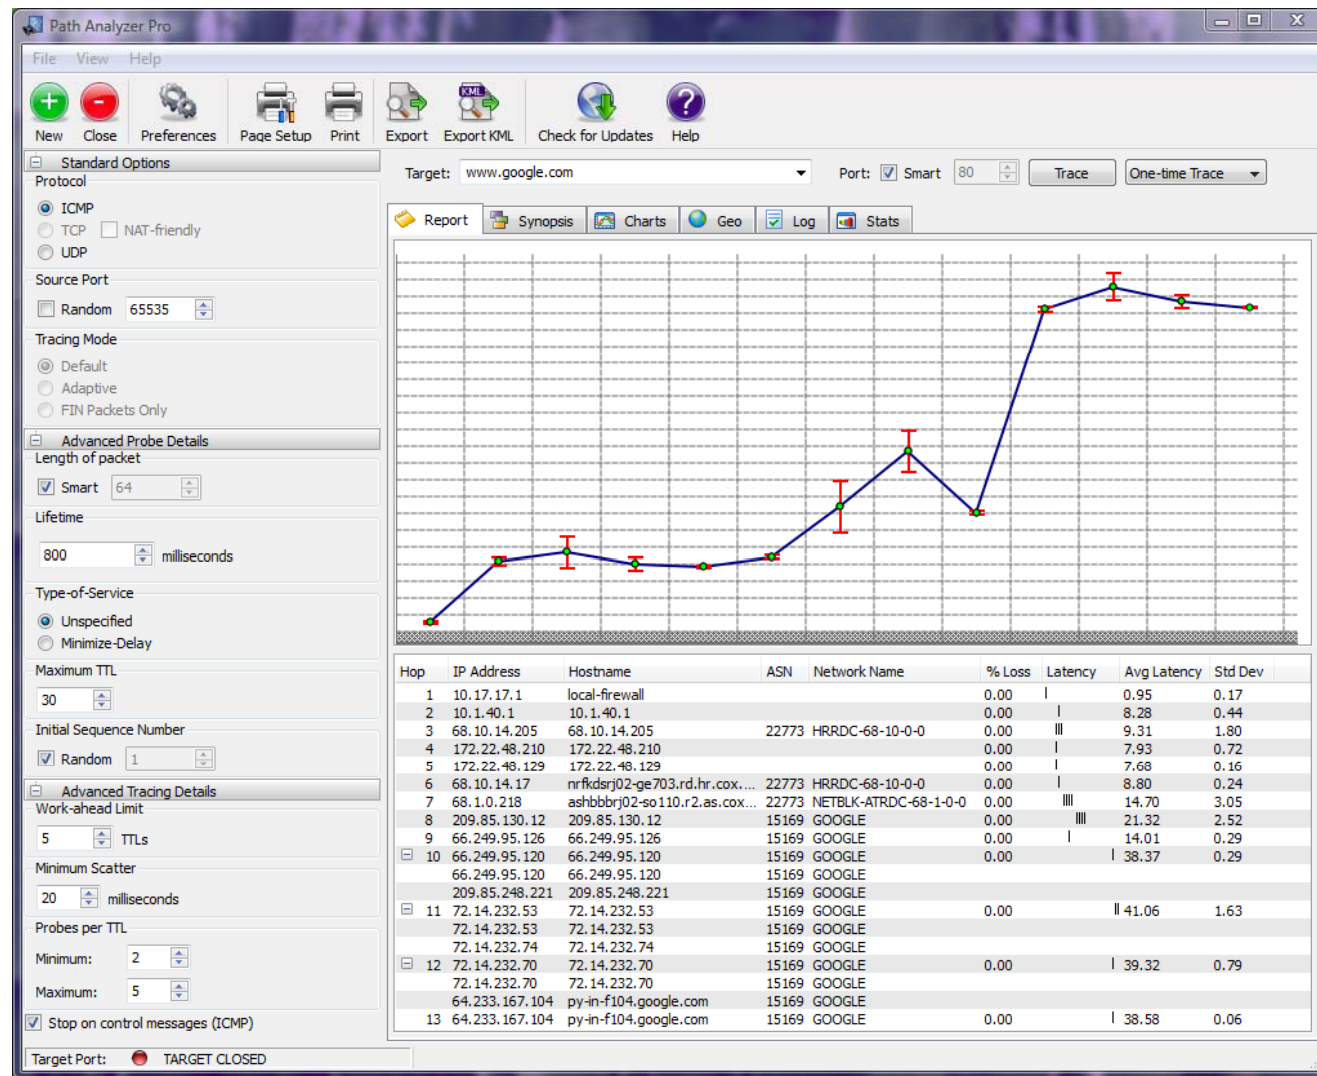 Path Analyzer Pro
File View Help
New Close Preferences Page Setup Print Export KML Export KML Check for Updates Help
Standard Options
Protocol
ICMP
TCP NAT-friendly
UDP
Source Port
Random 65535
Tracing Mode
Default
Adaptive
FIN Packets Only
Advanced Probe Details
Length of packet
Smart 64
Lifetime
800 milliseconds
Type-of-Service
Unspecified
Minimize-Delay
Maximum TTL
30
Initial Sequence Number
Random 1
Advanced Tracing Details
Work-ahead Limit
5 TTLs
Minimum Scatter
20 milliseconds
Probes per TTL
Minimum: 2
Maximum: 5
Stop on control messages (ICMP)
Target: www.google.com Port: Smart 80 Trace One-time Trace
Report Synopsis Charts Geo Log Stats
Hop IP Address Hostname ASN Network Name % Loss Latency Avg Latency Std Dev
1 10.17.17.1 local-firewall 0.00 0.95 0.17
2 10.1.40.1 10.1.40.1 0.00 8.28 0.44
3 68.10.14.205 68.10.14.205 22773 HRRDC-68-10-0-0 0.00 9.31 1.80
4 172.22.48.210 172.22.48.210 0.00 7.93 0.72
5 172.22.48.129 172.22.48.129 0.00 7.68 0.16
6 68.10.14.17 nrfkdsrj02-ge703.rd.hr.cox.... 22773 HRRDC-68-10-0-0 0.00 8.80 0.24
7 68.1.0.218 ashbbbrj02-so110.r2.as.cox... 22773 NETBLK-ATRDC-68-1-0-0 0.00 14.70 3.05
8 209.85.130.12 209.85.130.12 15169 GOOGLE 0.00 21.32 2.52
9 66.249.95.126 66.249.95.126 15169 GOOGLE 0.00 14.01 0.29
10 66.249.95.120 66.249.95.120 15169 GOOGLE 0.00 38.37 0.29
66.249.95.120 66.249.95.120 15169 GOOGLE
209.85.248.221 209.85.248.221 15169 GOOGLE
11 72.14.232.53 72.14.232.53 15169 GOOGLE 0.00 41.06 1.63
72.14.232.53 72.14.232.53 15169 GOOGLE
72.14.232.74 72.14.232.74 15169 GOOGLE
12 72.14.232.70 72.14.232.70 15169 GOOGLE 0.00 39.32 0.79
72.14.232.70 72.14.232.70 15169 GOOGLE
64.233.167.104 py-in-f104.google.com 15169 GOOGLE
13 64.233.167.104 py-in-f104.google.com 15169 GOOGLE 0.00 38.58 0.06
Target Port: TARGET CLOSED